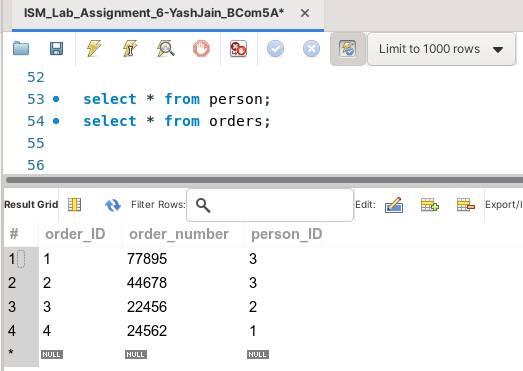 ISM_Lab_Assignment_6-YashJain_BCom5A*
Limit to 1000 rows
52
53 select * from person;
54 select * from orders;
55
56
Result Grid Filter Rows: Edit: Export/I
# order_ID order_number person_ID
1 1 77895 3
2 2 44678 3
3 3 22456 2
4 4 24562 1
* NULL NULL NULL